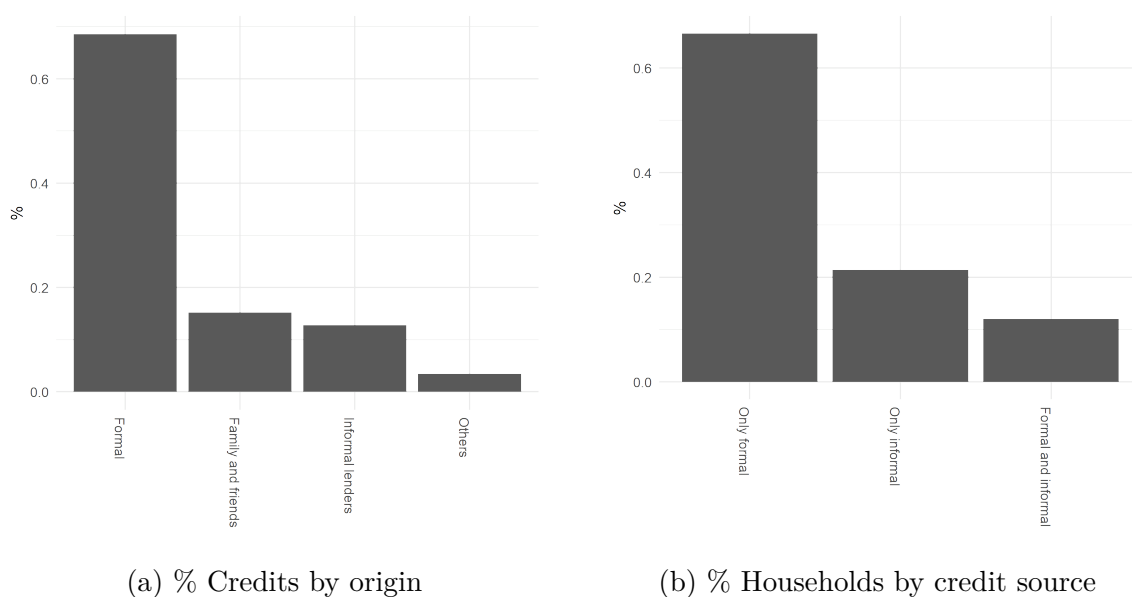 %
0.6
0.4
0.2
0.0
Formal
Family and friends
Informal lenders
Others
(a) % Credits by origin
%
0.6
0.4
0.2
0.0
Only formal
Only informal
Formal and informal
(b) % Households by credit source